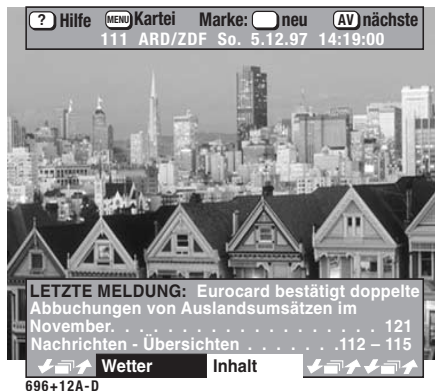 ? Hilfe MENU Kartei Marke: neu AV nächste
111 ARD/ZDF So. 5.12.97 14:19:00
LETZTE MELDUNG: Eurocard bestätigt doppelte
Abbuchungen von Auslandsumsätzen im
November. . . . . . . . . . . . . . . . . . . 121
Nachrichten - Übersichten . . . . . . .112 – 115
Wetter Inhalt
696+12A-D